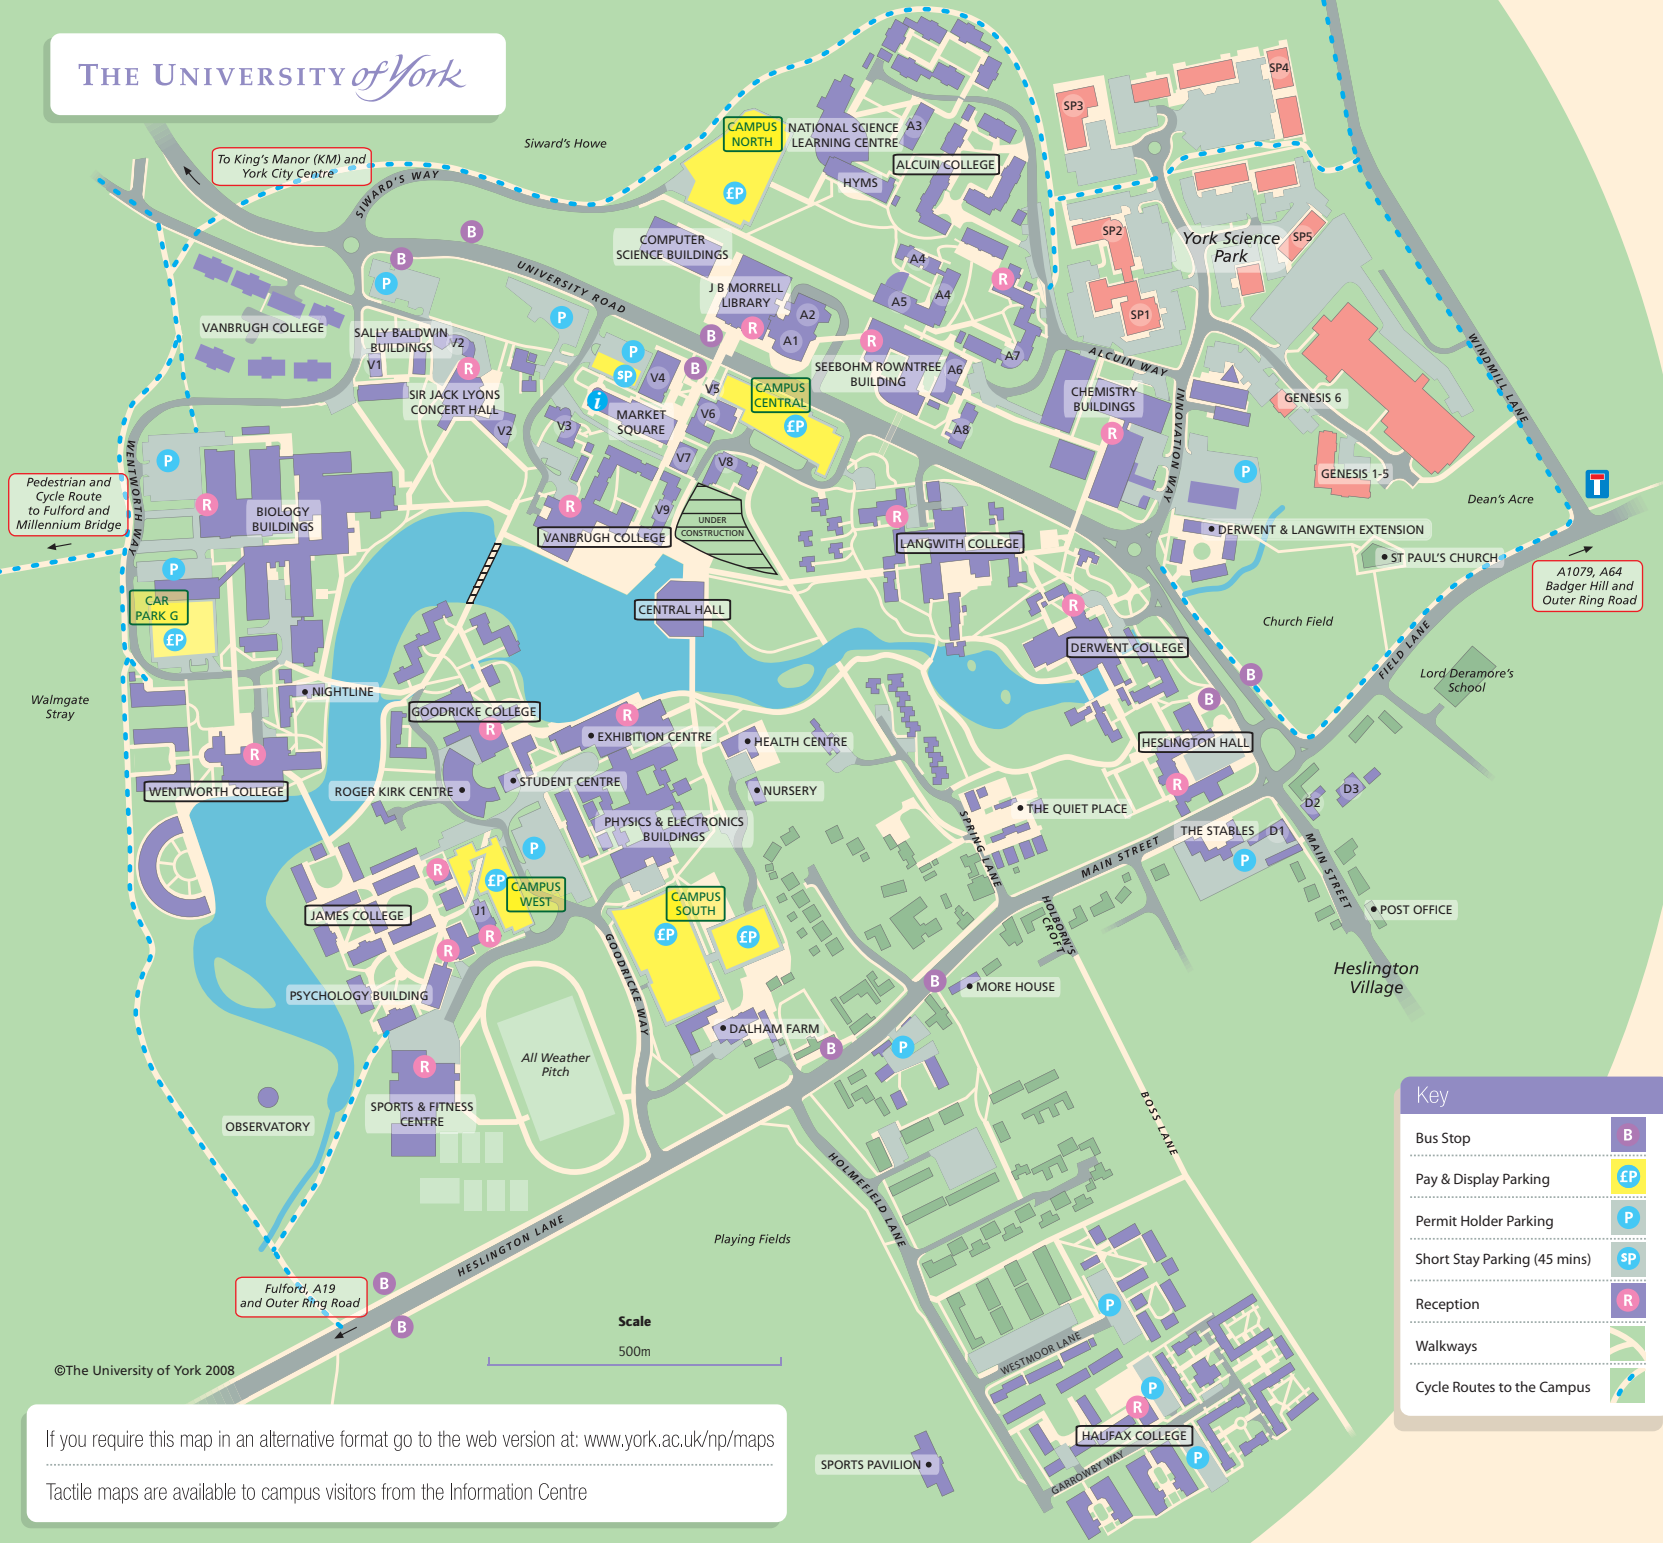 THE UNIVERSITY of York
To King's Manor (KM) and
York City Centre
Siward's Howe
SIWARD'S WAY
CAMPUS
NORTH
£P
NATIONAL SCIENCE
LEARNING CENTRE
A3
ALCUIN COLLEGE
HYMS
SP3
SP4
SP2
SP5
SP1
York Science
Park
B
B
P
UNIVERSITY ROAD
COMPUTER
SCIENCE BUILDINGS
J B MORRELL
LIBRARY
R
A2
A1
A4
A4
A5
R
R
A7
VANBRUGH COLLEGE
SALLY BALDWIN
BUILDINGS
V2
V1
R
SIR JACK LYONS
CONCERT HALL
V2
P
P
SP
i
V4
B
B
V5
MARKET
SQUARE
V3
V6
V7
V8
V9
CAMPUS
CENTRAL
£P
SEEBOHM ROWNTREE
BUILDING
A6
A8
ALCUIN WAY
CHEMISTRY
BUILDINGS
R
INNOVATION WAY
GENESIS 6
GENESIS 1-5
P
WINDMILL LANE
Dean's Acre
WENTWORTH WAY
P
Pedestrian and
Cycle Route
to Fulford and
Millennium Bridge
R
BIOLOGY
BUILDINGS
P
CAR
PARK G
£P
R
VANBRUGH COLLEGE
UNDER
CONSTRUCTION
R
LANGWITH COLLEGE
DERWENT & LANGWITH EXTENSION
ST PAUL'S CHURCH
A1079, A64
Badger Hill and
Outer Ring Road
CENTRAL HALL
R
DERWENT COLLEGE
Church Field
FIELD LANE
Lord Deramore's
School
B
B
Walmgate
Stray
NIGHTLINE
GOODRICKE COLLEGE
R
R
EXHIBITION CENTRE
HEALTH CENTRE
HESLINGTON HALL
R
R
WENTWORTH COLLEGE
ROGER KIRK CENTRE
STUDENT CENTRE
NURSERY
PHYSICS & ELECTRONICS
BUILDINGS
THE QUIET PLACE
SPRING LANE
D2
D3
THE STABLES
D1
P
MAIN STREET
MAIN STREET
P
R
£P
CAMPUS
WEST
J1
R
R
JAMES COLLEGE
CAMPUS
SOUTH
£P
£P
HOLBORN'S
CROFT
POST OFFICE
Heslington
Village
GOODRICKE WAY
PSYCHOLOGY BUILDING
B
MORE HOUSE
DALHAM FARM
B
P
All Weather
Pitch
R
SPORTS & FITNESS
CENTRE
OBSERVATORY
BOSS LANE
HOLMEFIELD LANE
HESLINGTON LANE
Playing Fields
Fulford, A19
and Outer Ring Road
B
B
Scale
500m
P
WESTMOOR LANE
P
R
HALIFAX COLLEGE
P
GARROWBY WAY
SPORTS PAVILION
©The University of York 2008
If you require this map in an alternative format go to the web version at: www.york.ac.uk/np/maps
Tactile maps are available to campus visitors from the Information Centre
Key
Bus Stop B
Pay & Display Parking £P
Permit Holder Parking P
Short Stay Parking (45 mins) SP
Reception R
Walkways
Cycle Routes to the Campus